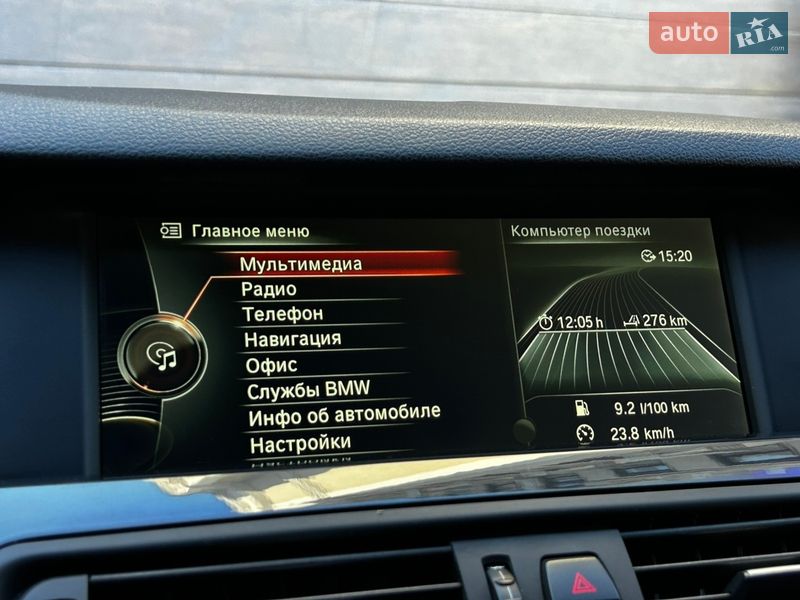 auto RIA .com
Главное меню
Мультимедиа
Радио
Телефон
Навигация
Офис
Службы BMW
Инфо об автомобиле
Настройки
Компьютер поездки
15:20
12:05 h 276 km
9.2 l/100 km
23.8 km/h